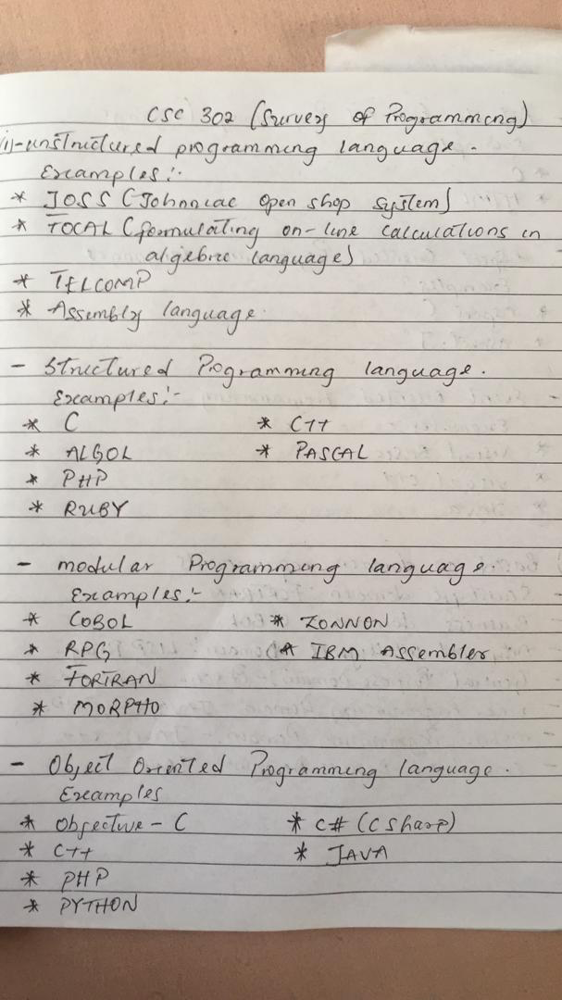 CSC 302 (Survey of Programming)
1)-unstructured programming language.
Examples:-
* JOSS (Johnniac Open shop System)
* FOCAL (formulating on-line calculations in
algebric language)
* TELCOMP
* Assembly language.
- Structured Programming language.
Examples:-
* C * C++
* ALGOL * PASCAL
* PHP
* RUBY
- modular Programming language.
Examples:-
* COBOL * ZONNON
* RPG * IBM Assembler
* FORTRAN
* MORPHO
- Object Oriented Programming language.
Examples
* Objective - C * C# (C sharp)
* C++ * JAVA
* PHP
* PYTHON